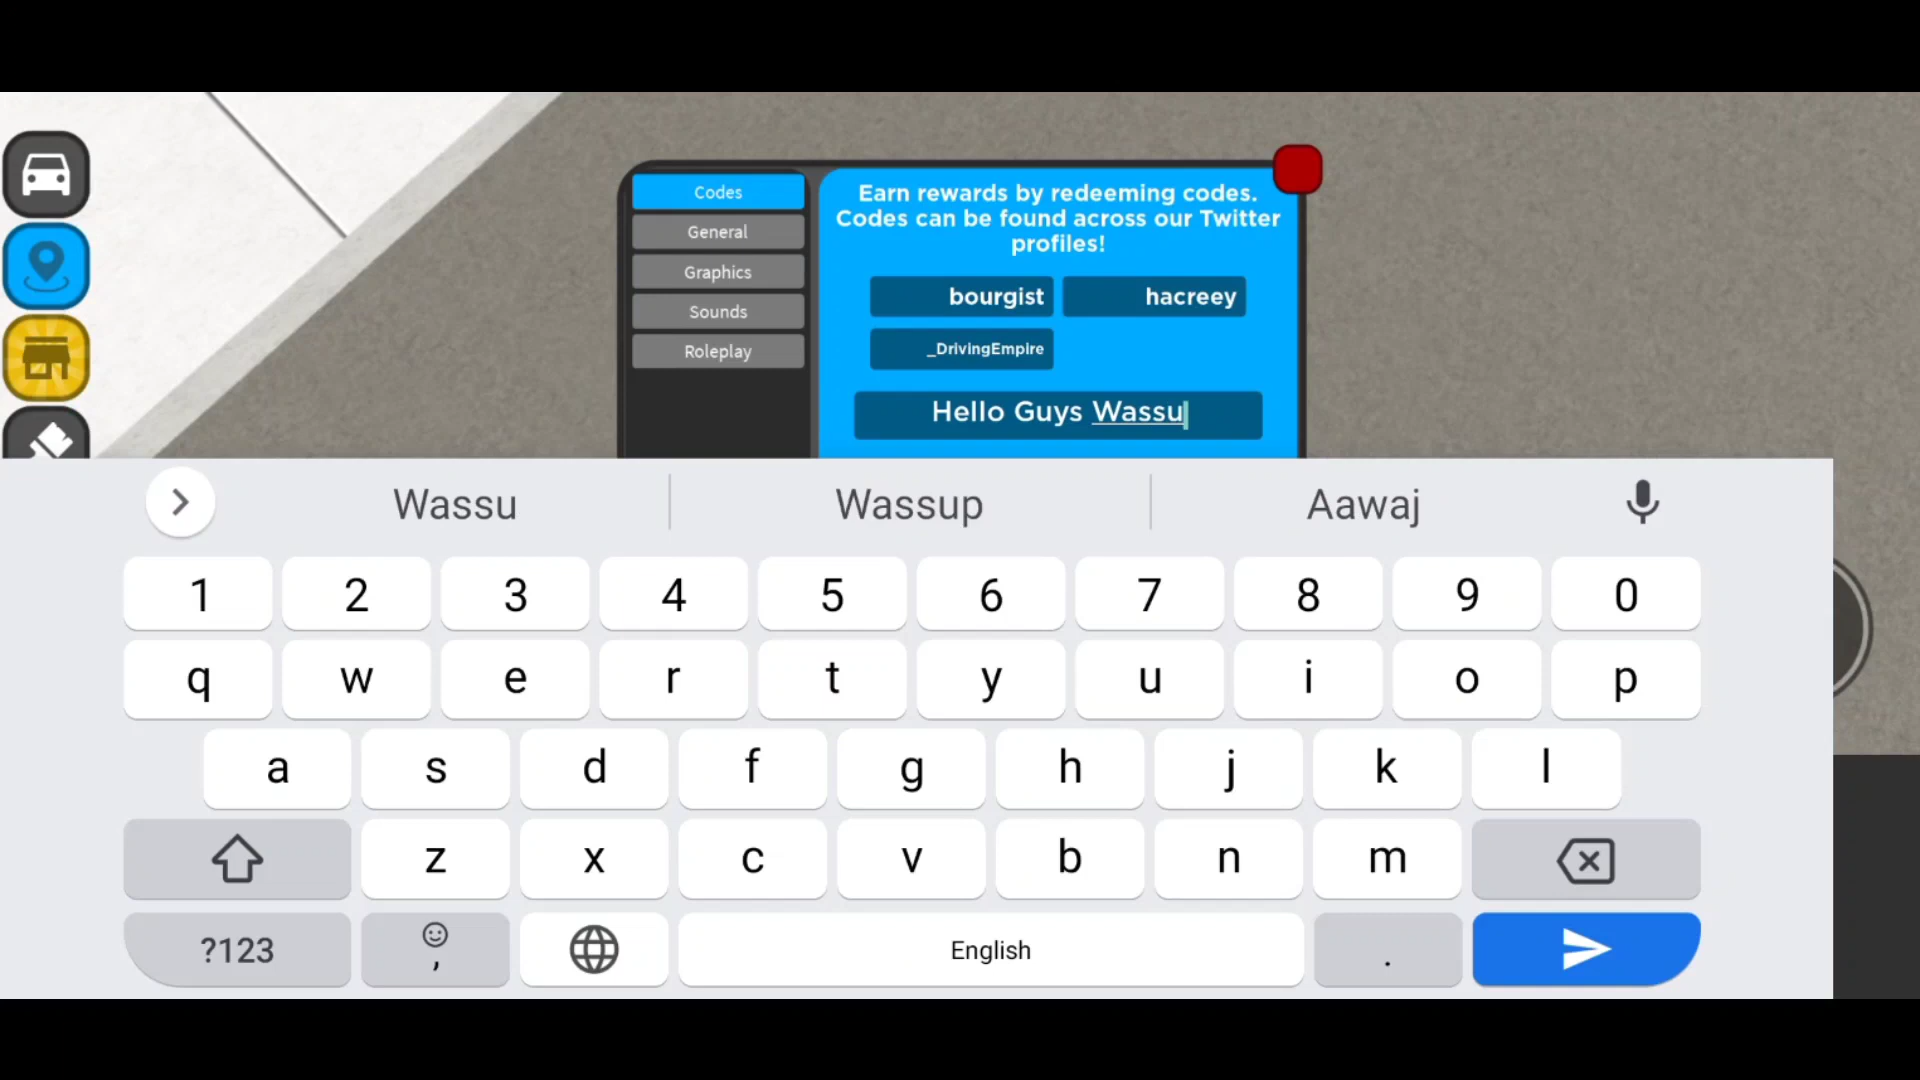 Codes
General
Graphics
Sounds
Roleplay
Earn rewards by redeeming codes.
Codes can be found across our Twitter
profiles!
bourgist hacreey
_DrivingEmpire
Hello Guys Wassu
Wassu Wassup Aawaj
1 2 3 4 5 6 7 8 9 0
q w e r t y u i o p
a s d f g h j k l
z x c v b n m
?123 , English .